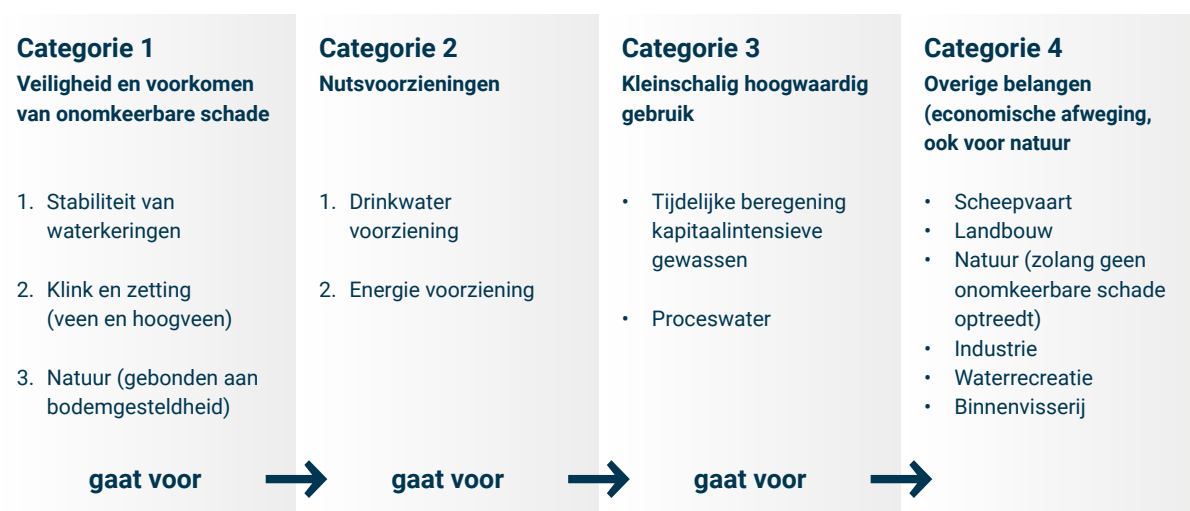 Categorie 1
Veiligheid en voorkomen
van onomkeerbare schade
1. Stabiliteit van
waterkeringen
2. Klink en zetting
(veen en hoogveen)
3. Natuur (gebonden aan
bodemgesteldheid)
gaat voor
Categorie 2
Nutsvoorzieningen
1. Drinkwater
voorziening
2. Energie voorziening
gaat voor
Categorie 3
Kleinschalig hoogwaardig
gebruik
• Tijdelijke beregening
kapitaalintensieve
gewassen
• Proceswater
gaat voor
Categorie 4
Overige belangen
(economische afweging,
ook voor natuur
• Scheepvaart
• Landbouw
• Natuur (zolang geen
onomkeerbare schade
optreedt)
• Industrie
• Waterrecreatie
• Binnenvisserij